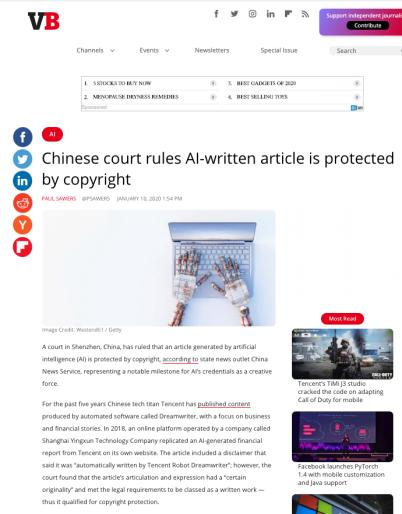 VB
Support independent journalis
Contribute
Channels Events Newsletters Special Issue Search
1. 5 STOCKS TO BUY NOW 3. BEST GADGETS OF 2020
2. MENOPAUSE DRYNESS REMEDIES 4. BEST SELLING TOYS
Sponsored
AI
Chinese court rules AI-written article is protected
by copyright
PAUL SAWERS @PSAWERS JANUARY 10, 2020 1:54 PM
Image Credit: Westend61 / Getty
A court in Shenzhen, China, has ruled that an article generated by artificial
intelligence (AI) is protected by copyright, according to state news outlet China
News Service, representing a notable milestone for AI's credentials as a creative
force.
For the past five years Chinese tech titan Tencent has published content
produced by automated software called Dreamwriter, with a focus on business
and financial stories. In 2018, an online platform operated by a company called
Shanghai Yingxun Technology Company replicated an AI-generated financial
report from Tencent on its own website. The article included a disclaimer that
said it was "automatically written by Tencent Robot Dreamwriter"; however, the
court found that the article's articulation and expression had a "certain
originality" and met the legal requirements to be classed as a written work —
thus it qualified for copyright protection.
Most Read
CALL OF DUTY
Tencent's TiMi J3 studio
cracked the code on adapting
Call of Duty for mobile
Facebook launches PyTorch
1.4 with mobile customization
and Java support